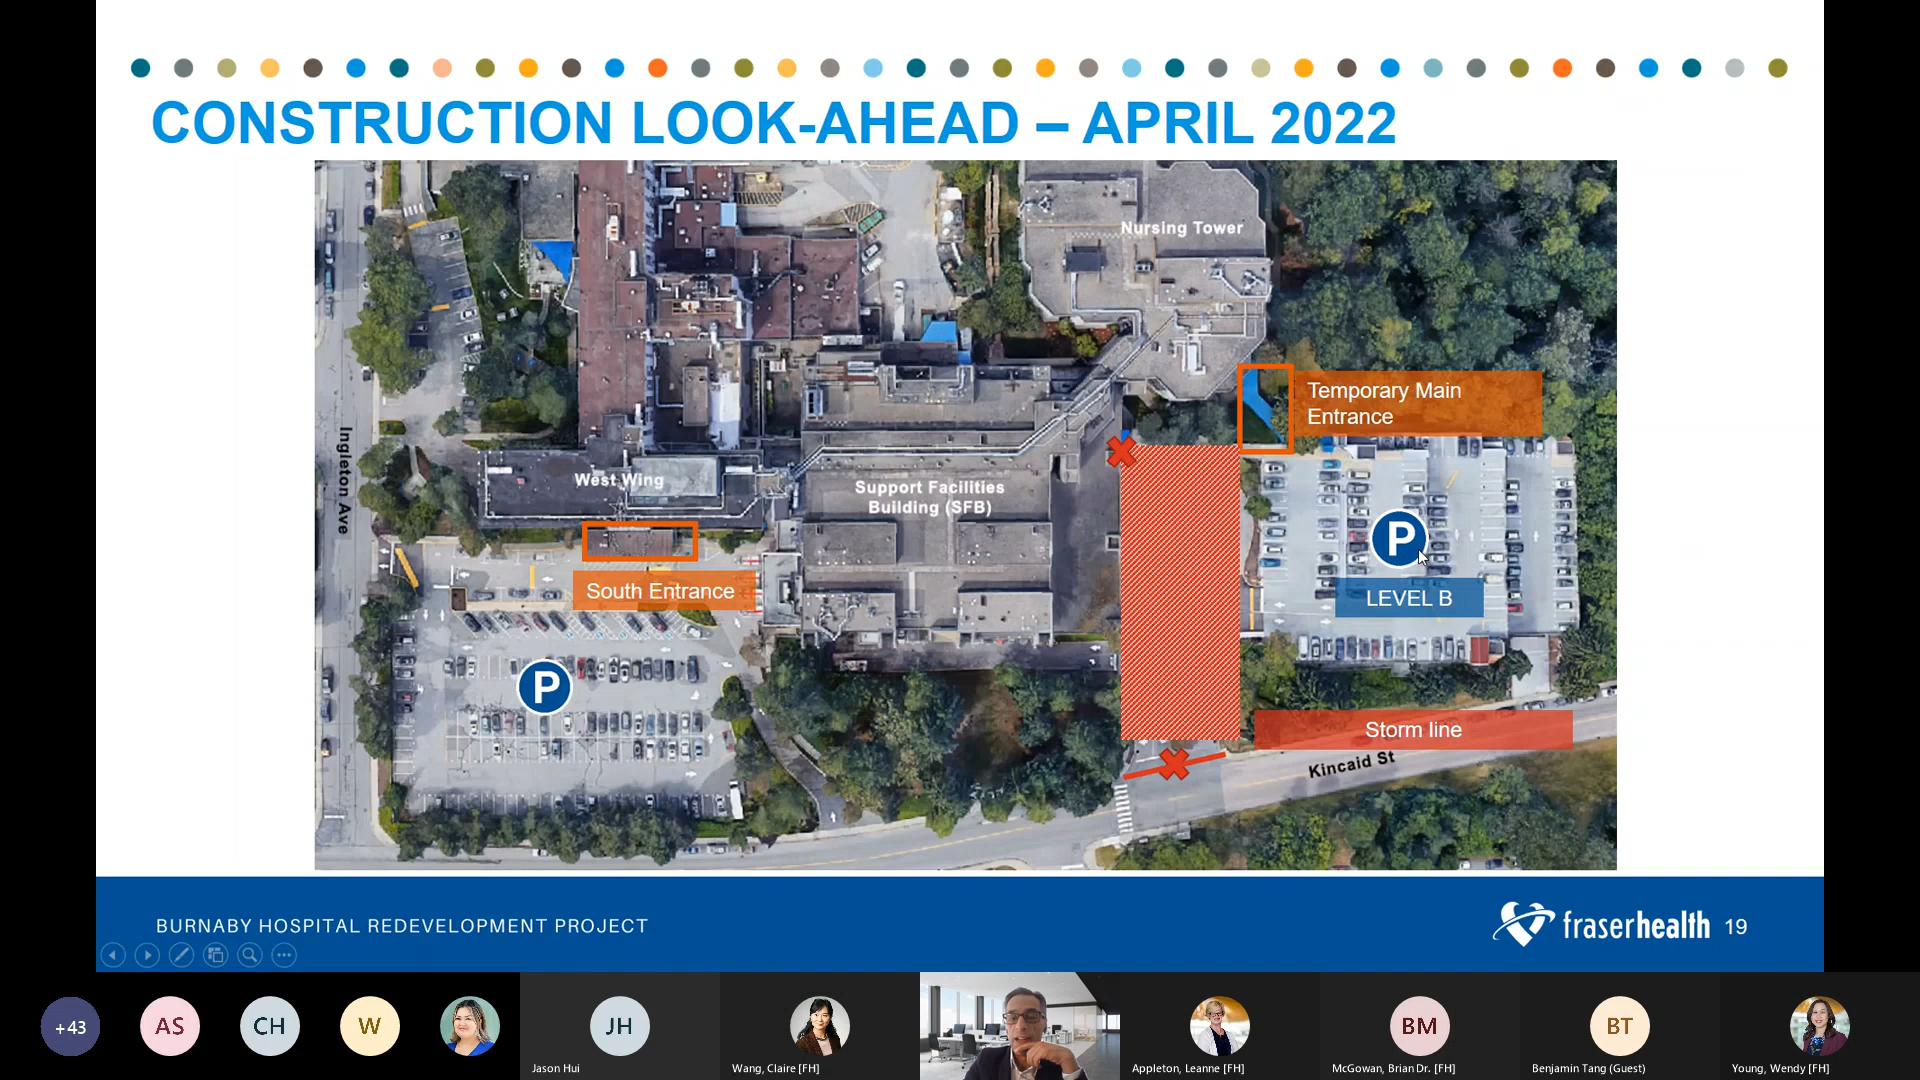 CONSTRUCTION LOOK-AHEAD – APRIL 2022
Nursing Tower
Temporary Main
Entrance
Ingleton Ave
West Wing
Support Facilities
Building (SFB)
P
South Entrance
LEVEL B
P
Storm line
Kincaid St
BURNABY HOSPITAL REDEVELOPMENT PROJECT
fraserhealth
19
+43
AS
CH
W
JH
BM
BT
Jason Hui
Wang, Claire [FH]
Appleton, Leanne [FH]
McGowan, Brian Dr. [FH]
Benjamin Tang (Guest)
Young, Wendy [FH]